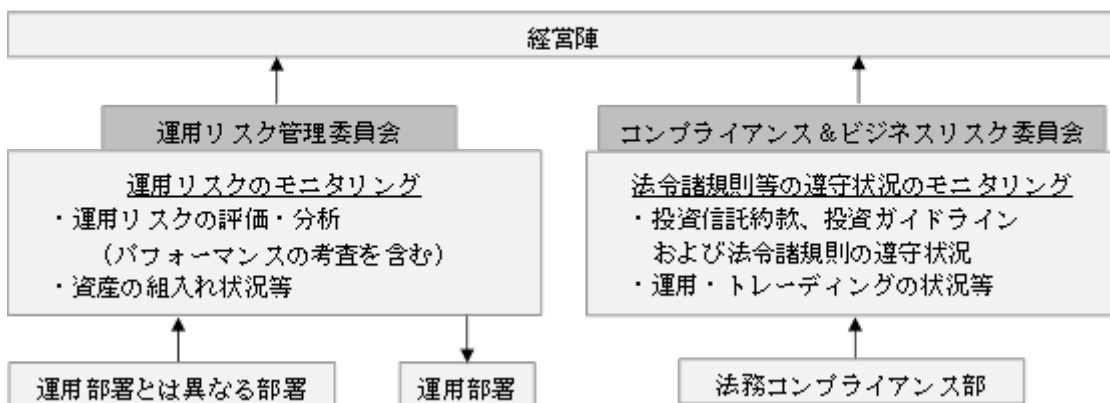 経営陣
運用リスク管理委員会
運用リスクのモニタリング
・運用リスクの評価・分析
（パフォーマンスの考査を含む）
・資産の組入れ状況等
運用部署とは異なる部署
運用部署
コンプライアンス＆ビジネスリスク委員会
法令諸規則等の遵守状況のモニタリング
・投資信託約款、投資ガイドライン
および法令諸規則の遵守状況
・運用・トレーディングの状況等
法務コンプライアンス部